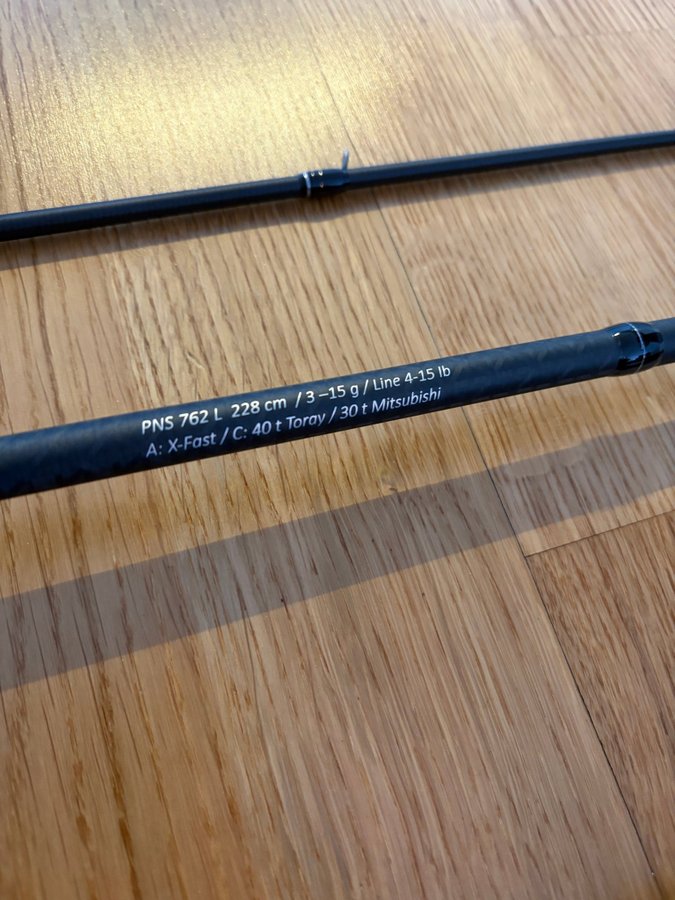 PNS 762 L 228 cm / 3 –15 g / Line 4-15 lb
A: X-Fast / C: 40 t Toray / 30 t Mitsubishi